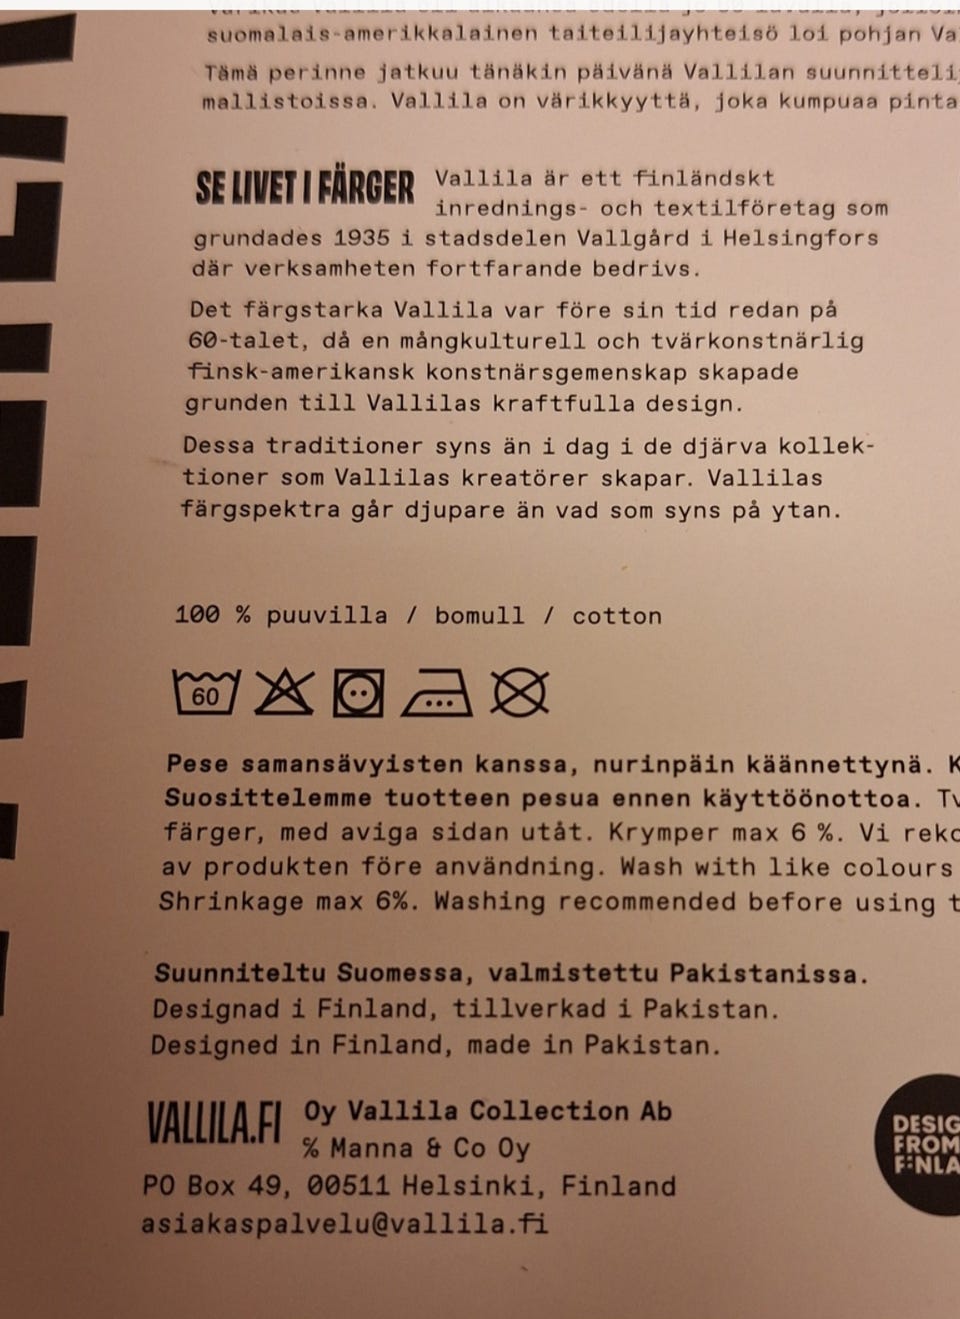 suomalais-amerikkalainen taiteilijayhteisö loi pohjan Va
Tämä perinne jatkuu tänäkin päivänä Vallilan suunnitteli
mallistoissa. Vallila on värikkyyttä, joka kumpuaa pinta
SE LIVET I FÄRGER Vallila är ett finländskt
inrednings- och textilföretag som
grundades 1935 i stadsdelen Vallgård i Helsingfors
där verksamheten fortfarande bedrivs.
Det färgstarka Vallila var före sin tid redan på
60-talet, då en mångkulturell och tvärkonstnärlig
finsk-amerikansk konstnärsgemenskap skapade
grunden till Vallilas kraftfulla design.
Dessa traditioner syns än i dag i de djärva kollek-
tioner som Vallilas kreatörer skapar. Vallilas
färgspektra går djupare än vad som syns på ytan.
100 % puuvilla / bomull / cotton
60
Pese samansävyisten kanssa, nurinpäin käännettynä. K
Suosittelemme tuotteen pesua ennen käyttöönottoa. Tv
färger, med aviga sidan utåt. Krymper max 6 %. Vi reko
av produkten före användning. Wash with like colours
Shrinkage max 6%. Washing recommended before using t
Suunniteltu Suomessa, valmistettu Pakistanissa.
Designad i Finland, tillverkad i Pakistan.
Designed in Finland, made in Pakistan.
VALLILA.FI Oy Vallila Collection Ab
% Manna & Co Oy
PO Box 49, 00511 Helsinki, Finland
asiakaspalvelu@vallila.fi
DESIG
FROM
FINLA